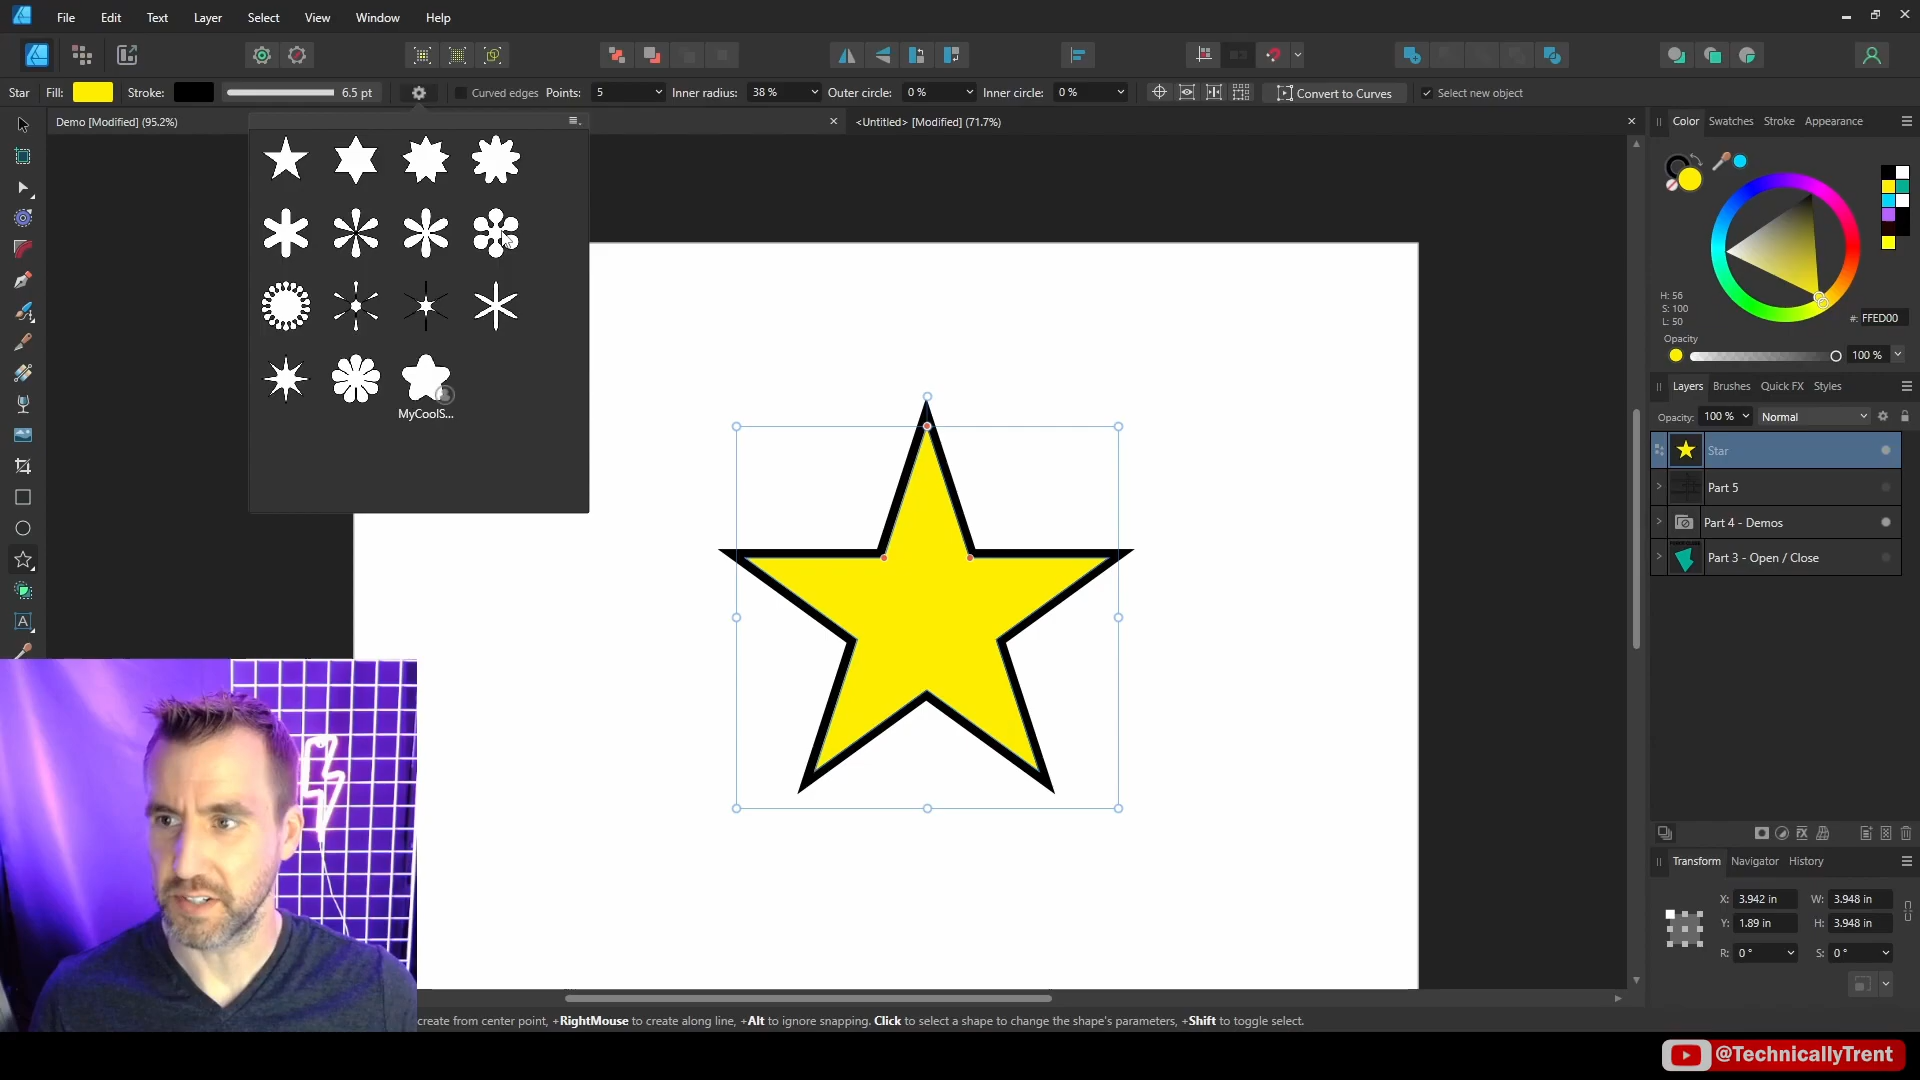 File Edit Text Layer Select View Window Help
Star Fill: Stroke: 6.5 pt Curved edges Points: 5 Inner radius: 38 % Outer circle: 0 % Inner circle: 0 % Convert to Curves Select new object
Demo [Modified] (95.2%)
<Untitled> [Modified] (71.7%)
MyCoolS...
Color Swatches Stroke Appearance
H: 56
S: 100
L: 50
#: FFED00
Opacity
100 %
Layers Brushes Quick FX Styles
Opacity: 100 % Normal
Star
Part 5
Part 4 - Demos
Part 3 - Open / Close
Transform Navigator History
X: 3.942 in W: 3.948 in
Y: 1.89 in H: 3.948 in
R: 0 ° S: 0 °
create from center point, +RightMouse to create along line, +Alt to ignore snapping. Click to select a shape to change the shape's parameters, +Shift to toggle select.
@TechnicallyTrent